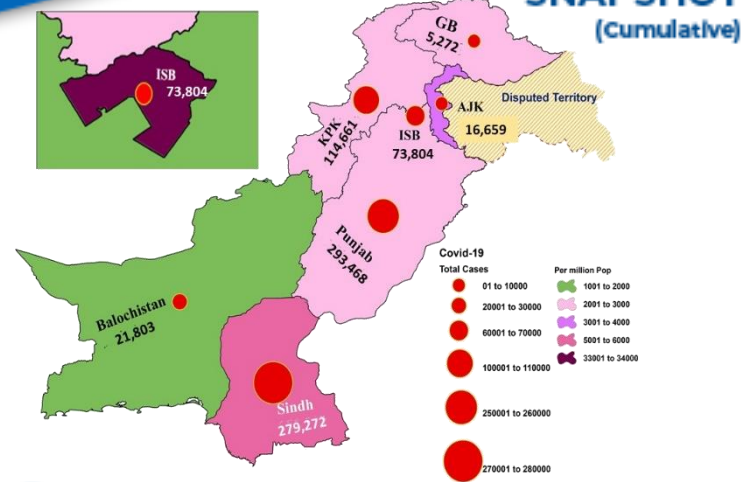 SNAPSHOT
(Cumulative)
ISB
73,804
GB
5,272
KPK
114,661
ISB
73,804
AJK
16,659
Disputed Territory
Punjab
293,468
Balochistan
21,803
Sindh
279,272
Covid-19
Total Cases
01 to 10000
20001 to 30000
60001 to 70000
100001 to 110000
250001 to 260000
270001 to 280000
Per million Pop
1001 to 2000
2001 to 3000
3001 to 4000
5001 to 6000
33001 to 34000